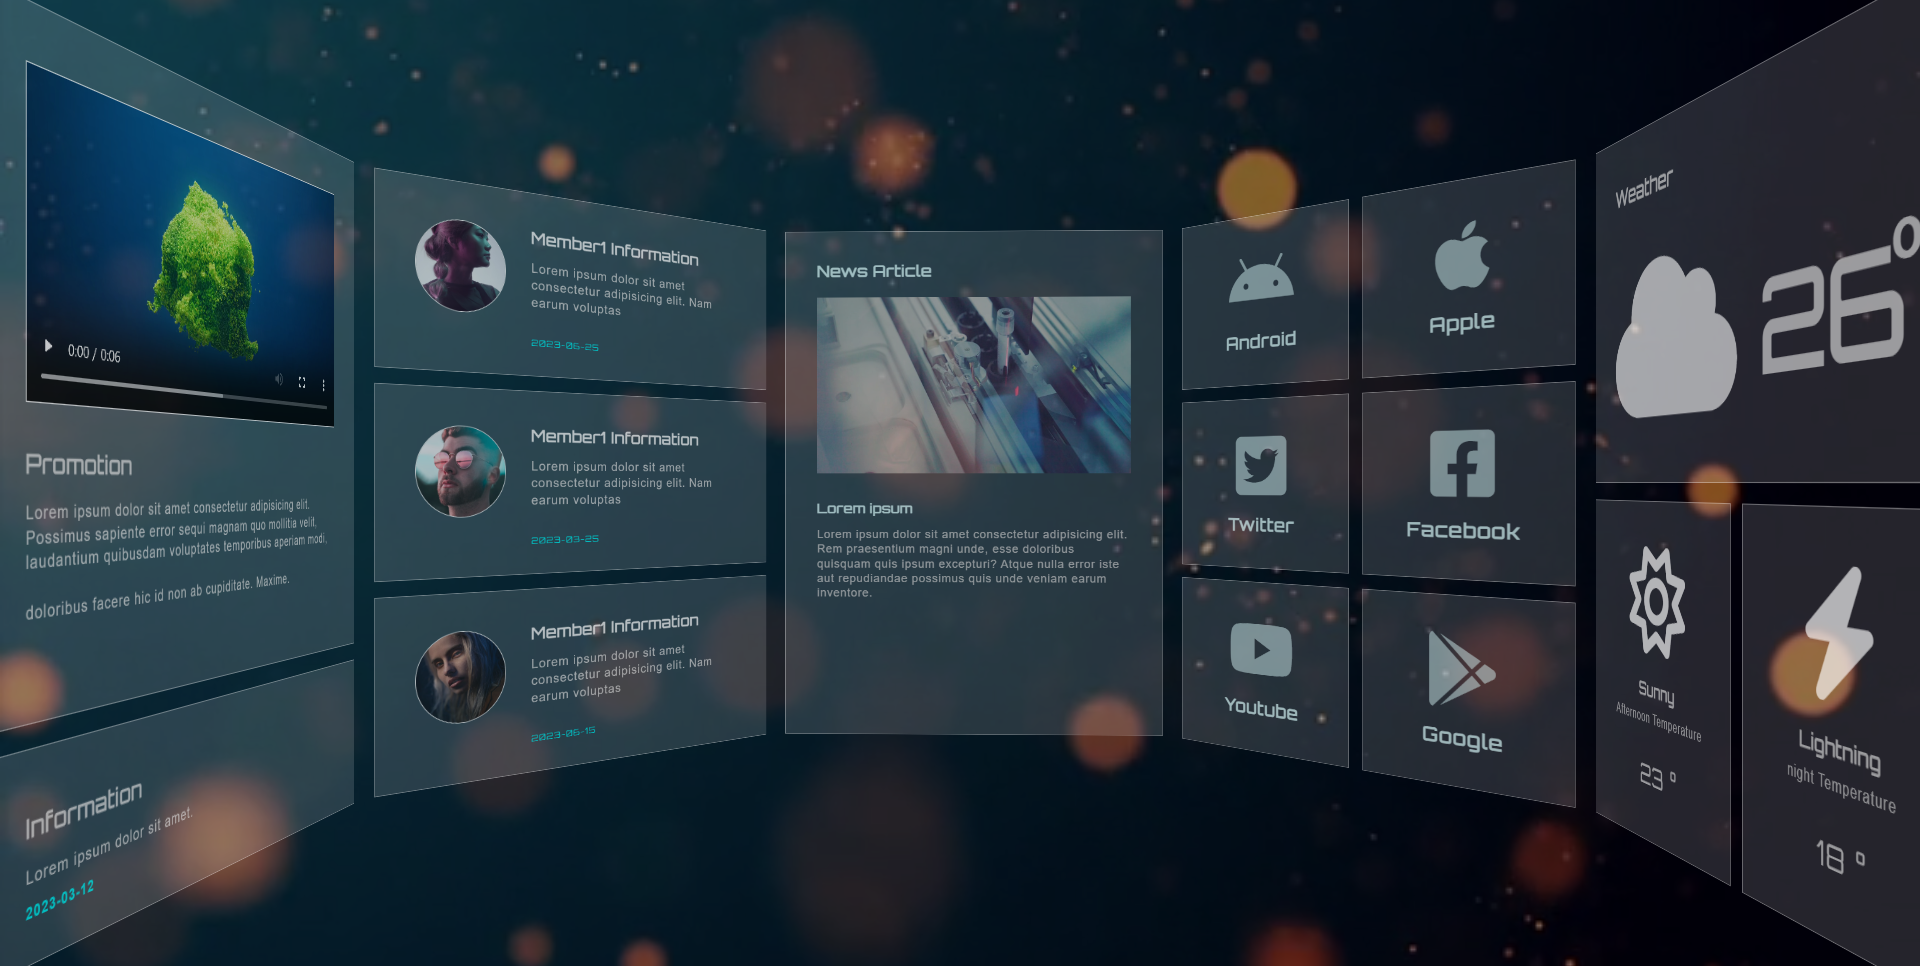 0:00 / 0:06
Promotion
Lorem ipsum dolor sit amet consectetur adipisicing elit.
Possimus sapiente error sequi magnam quo mollitia velit,
laudantium quibusdam voluptates temporibus aperiam modi,
doloribus facere hic id non ab cupiditate. Maxime.
Information
Lorem ipsum dolor sit amet.
2023-03-12
Member1 Information
Lorem ipsum dolor sit amet
consectetur adipisicing elit. Nam
earum voluptas
2023-06-25
Member1 Information
Lorem ipsum dolor sit amet
consectetur adipisicing elit. Nam
earum voluptas
2023-03-25
Member1 Information
Lorem ipsum dolor sit amet
consectetur adipisicing elit. Nam
earum voluptas
2023-06-15
News Article
Lorem ipsum
Lorem ipsum dolor sit amet consectetur adipisicing elit.
Rem praesentium magni unde, esse doloribus
quisquam quis ipsum excepturi? Atque nulla error iste
aut repudiandae possimus quis unde veniam earum
inventore.
Android
Apple
Twitter
Facebook
Youtube
Google
Weather
26°
Sunny
Afternoon Temperature
23 °
Lightning
night Temperature
18 °